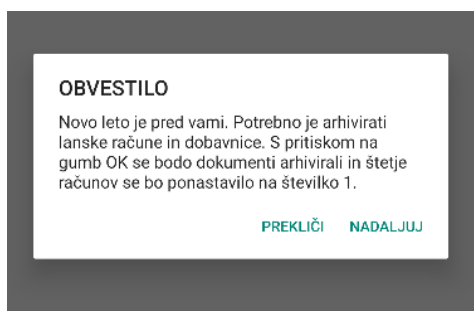 OBVESTILO
Novo leto je pred vami. Potrebno je arhivirati
lanske račune in dobavnice. S pritiskom na
gumb OK se bodo dokumenti arhivirali in štetje
računov se bo ponastavilo na številko 1.
PREKLIČI NADALJUJ